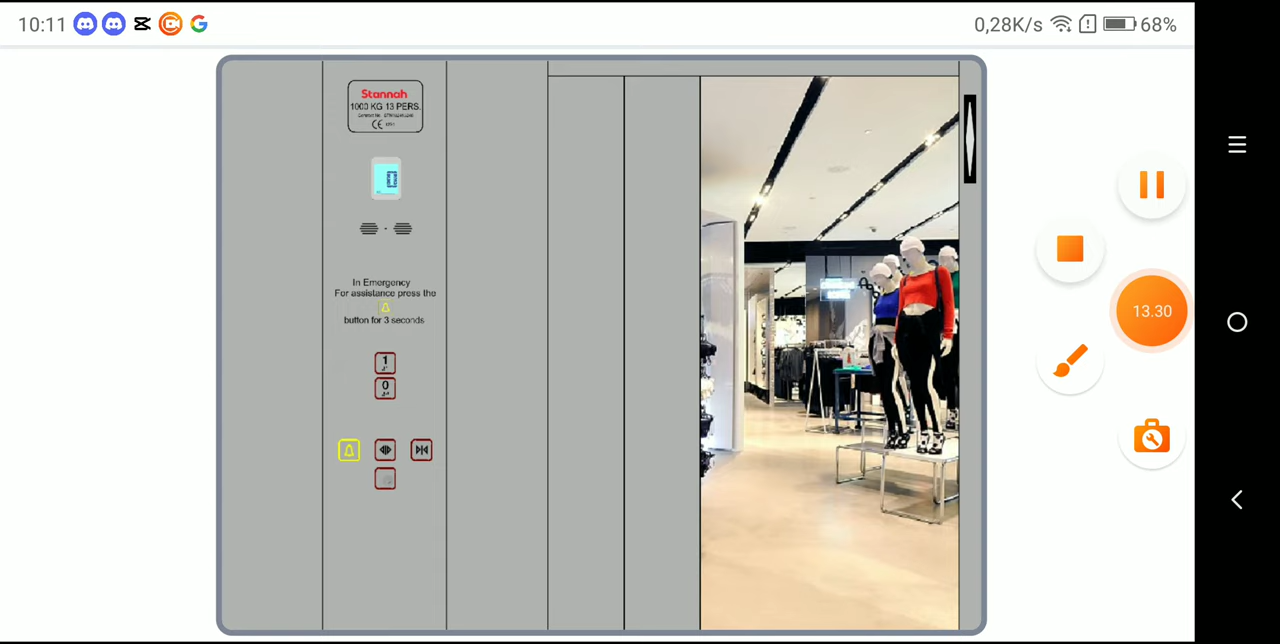 10:11
0,28K/s
68%
Stannah
1000 KG 13 PERS.
CE
In Emergency
For assistance press the
button for 3 seconds
1
0
13.30